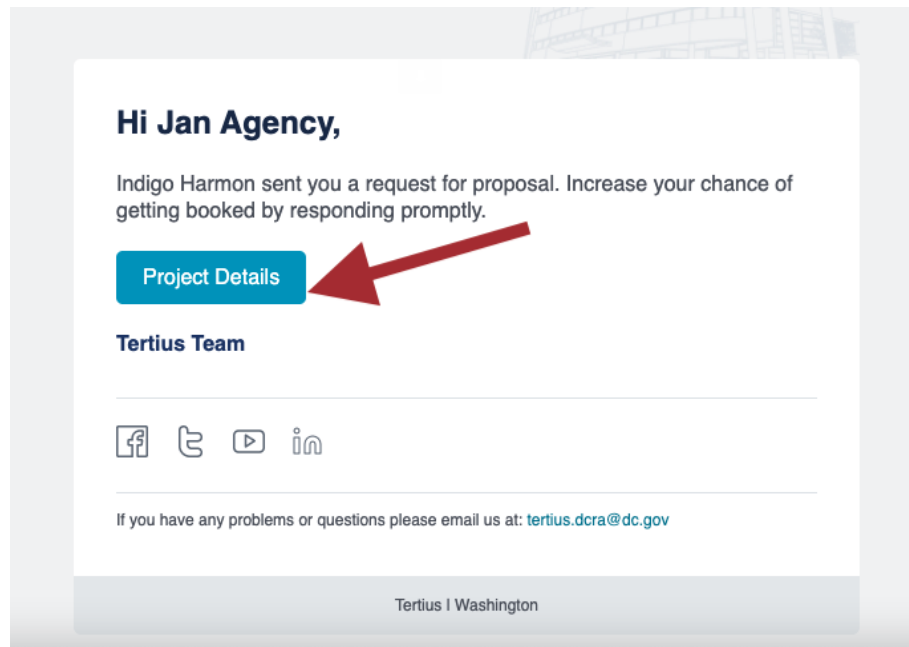 Hi Jan Agency,
Indigo Harmon sent you a request for proposal. Increase your chance of
getting booked by responding promptly.
Project Details
Tertius Team
If you have any problems or questions please email us at: tertius.dcra@dc.gov
Tertius | Washington